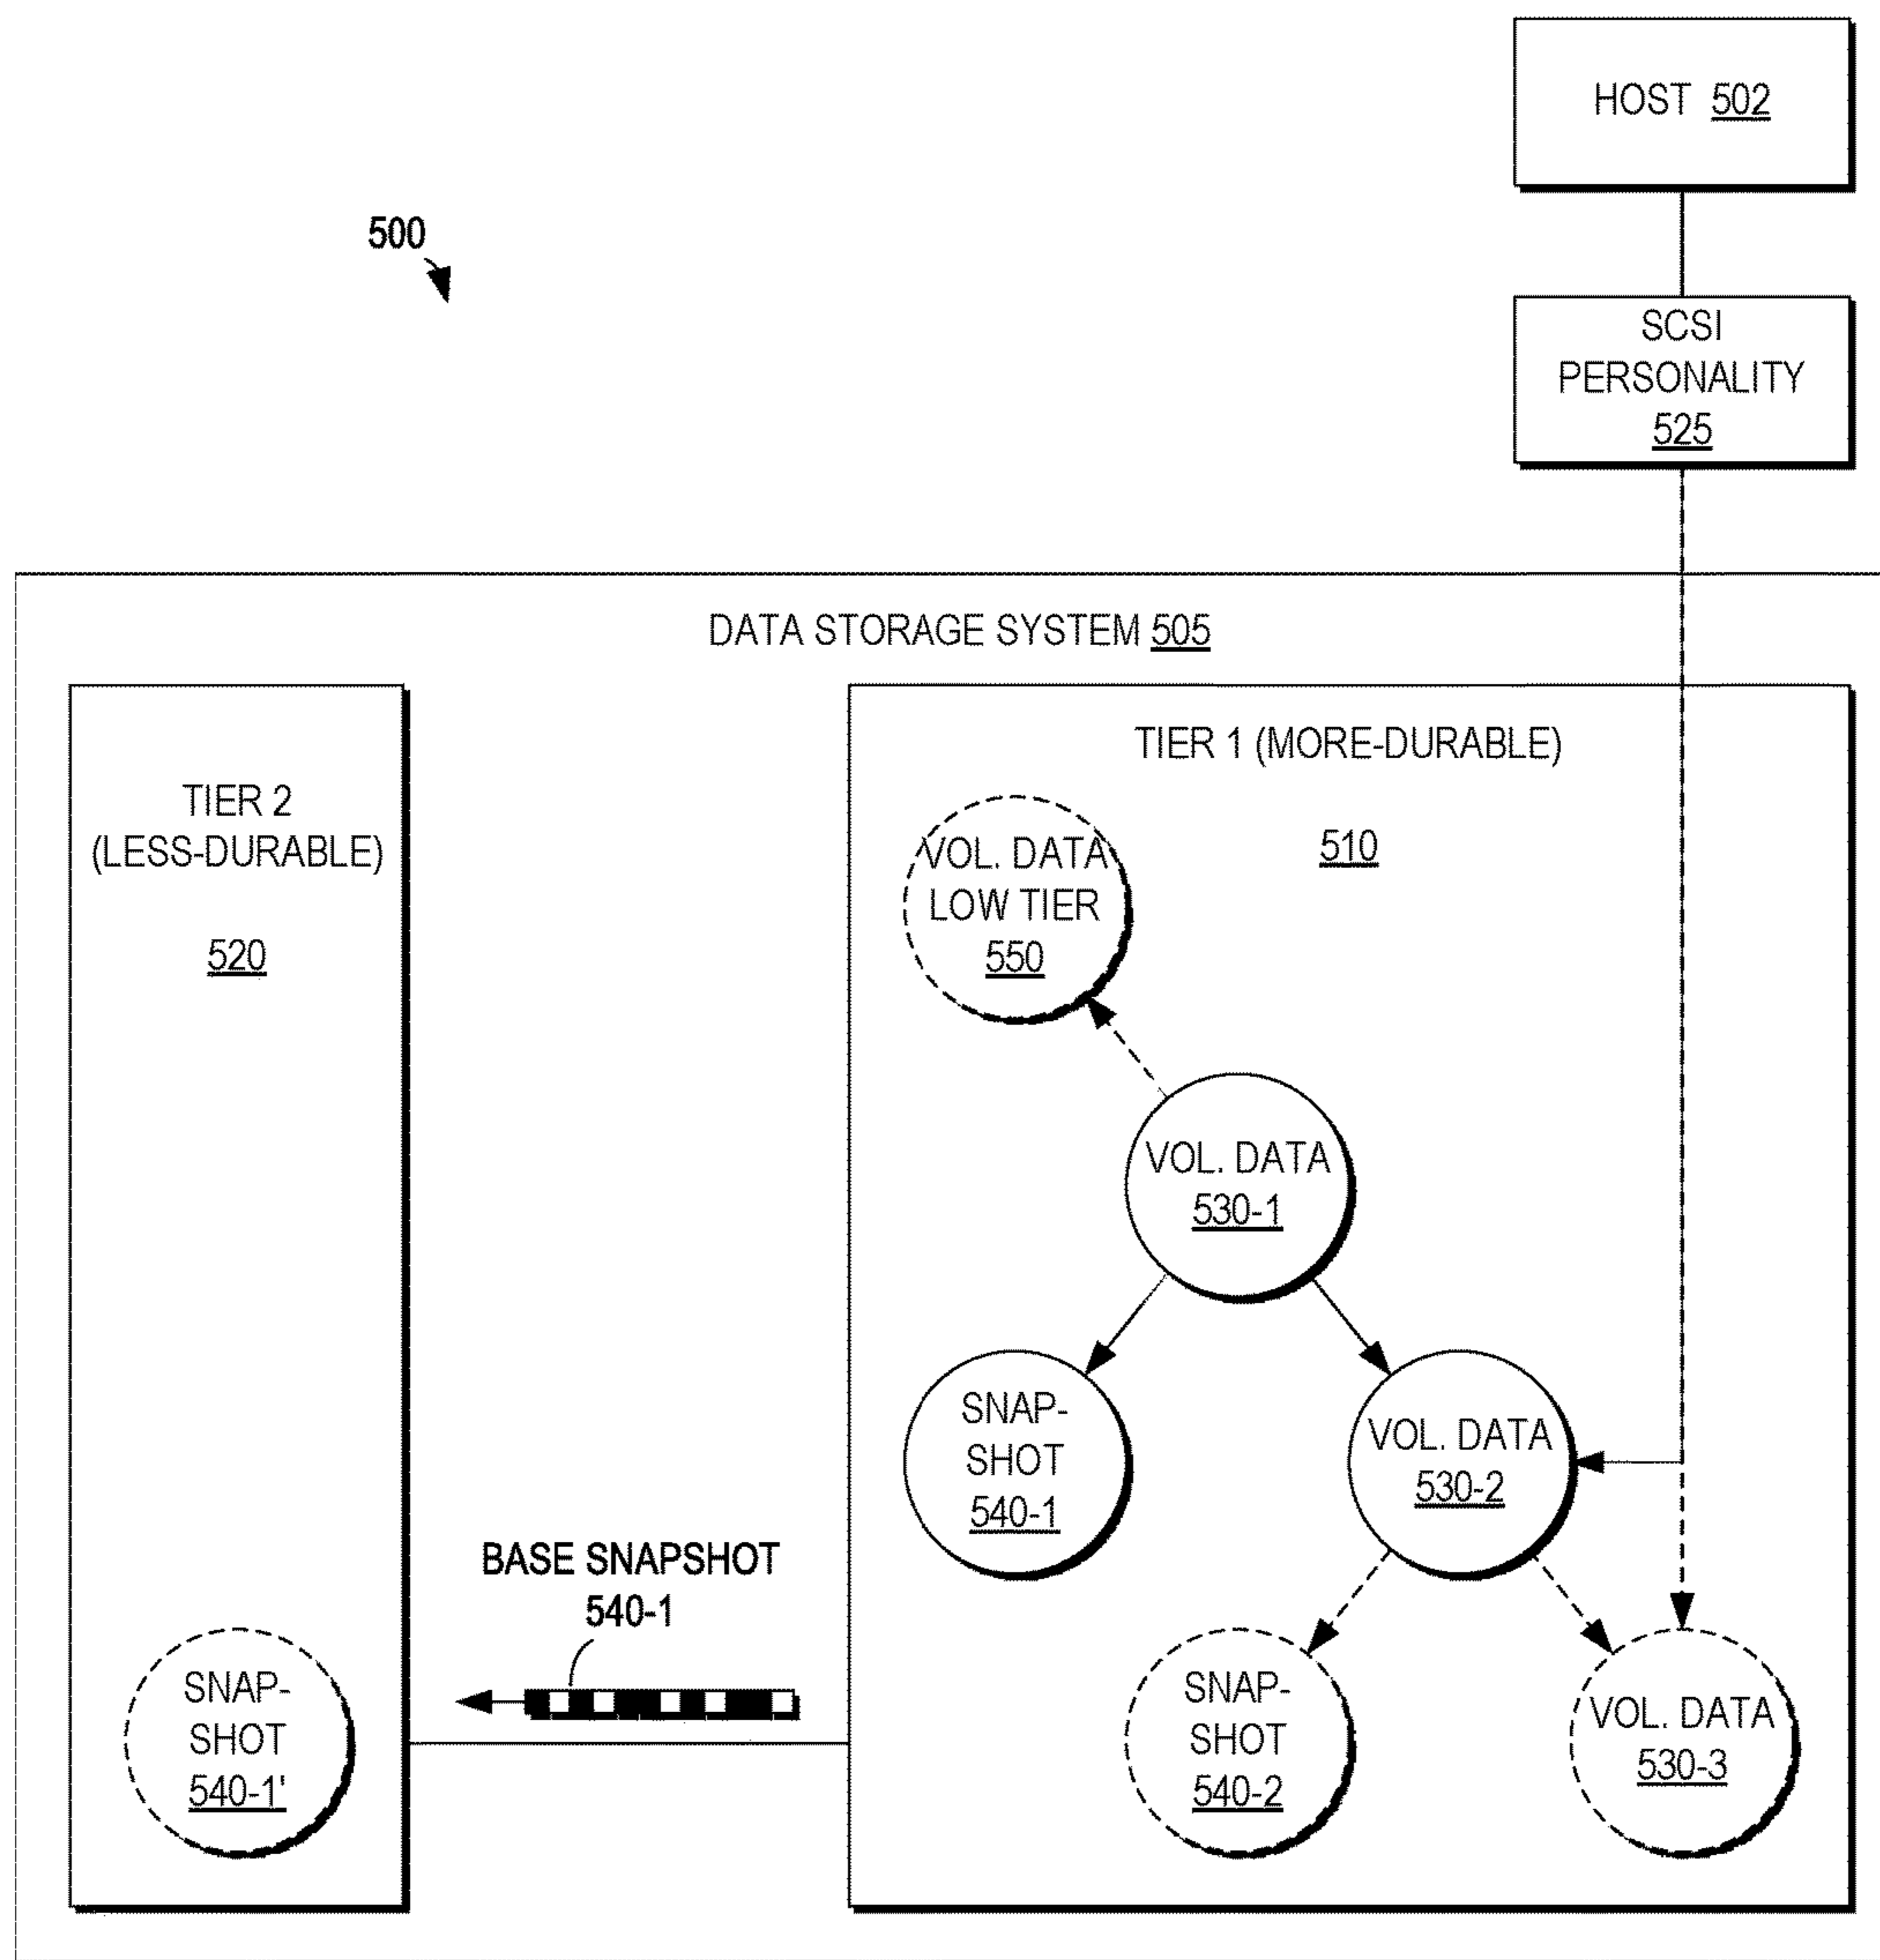 HOST 502
500
SCSI
PERSONALITY
525
DATA STORAGE SYSTEM 505
TIER 2
(LESS-DURABLE)
520
TIER 1 (MORE-DURABLE)
510
VOL. DATA
LOW TIER
550
VOL. DATA
530-1
SNAP-
SHOT
540-1
VOL. DATA
530-2
BASE SNAPSHOT
540-1
SNAP-
SHOT
540-1'
SNAP-
SHOT
540-2
VOL. DATA
530-3